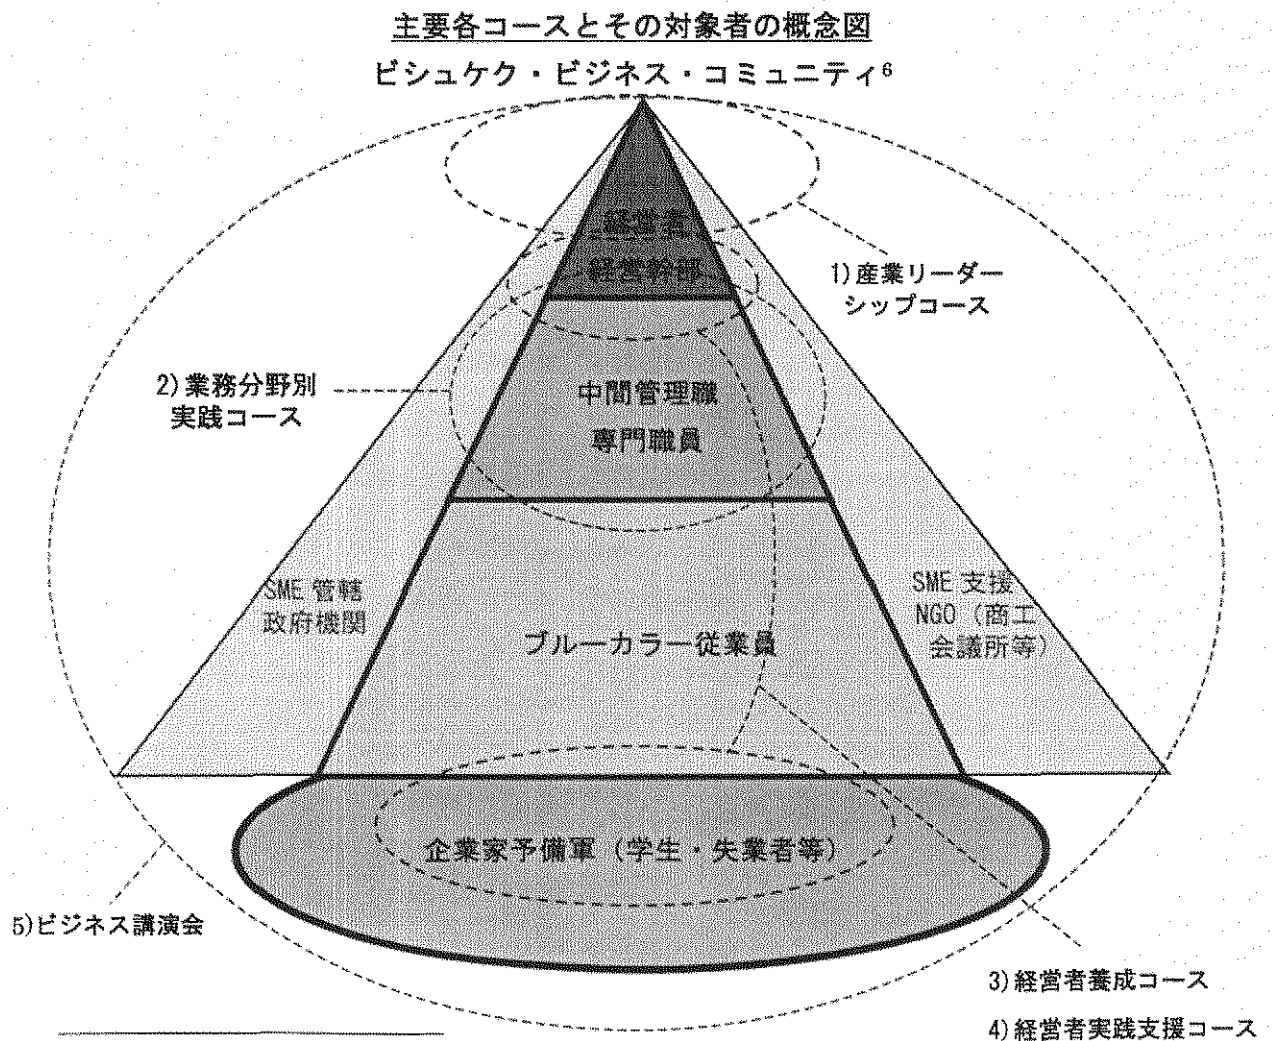 主要各コースとその対象者の概念図
ビシュケク・ビジネス・コミュニティ6
経営者
経営幹部
1)産業リーダー
シップコース
2)業務分野別
実践コース
中間管理職
専門職員
SME 管轄
政府機関
ブルーカラー従業員
SME 支援
NGO（商工
会議所等）
企業家予備軍（学生・失業者等）
5)ビジネス講演会
3)経営者養成コース
4)経営者実践支援コース